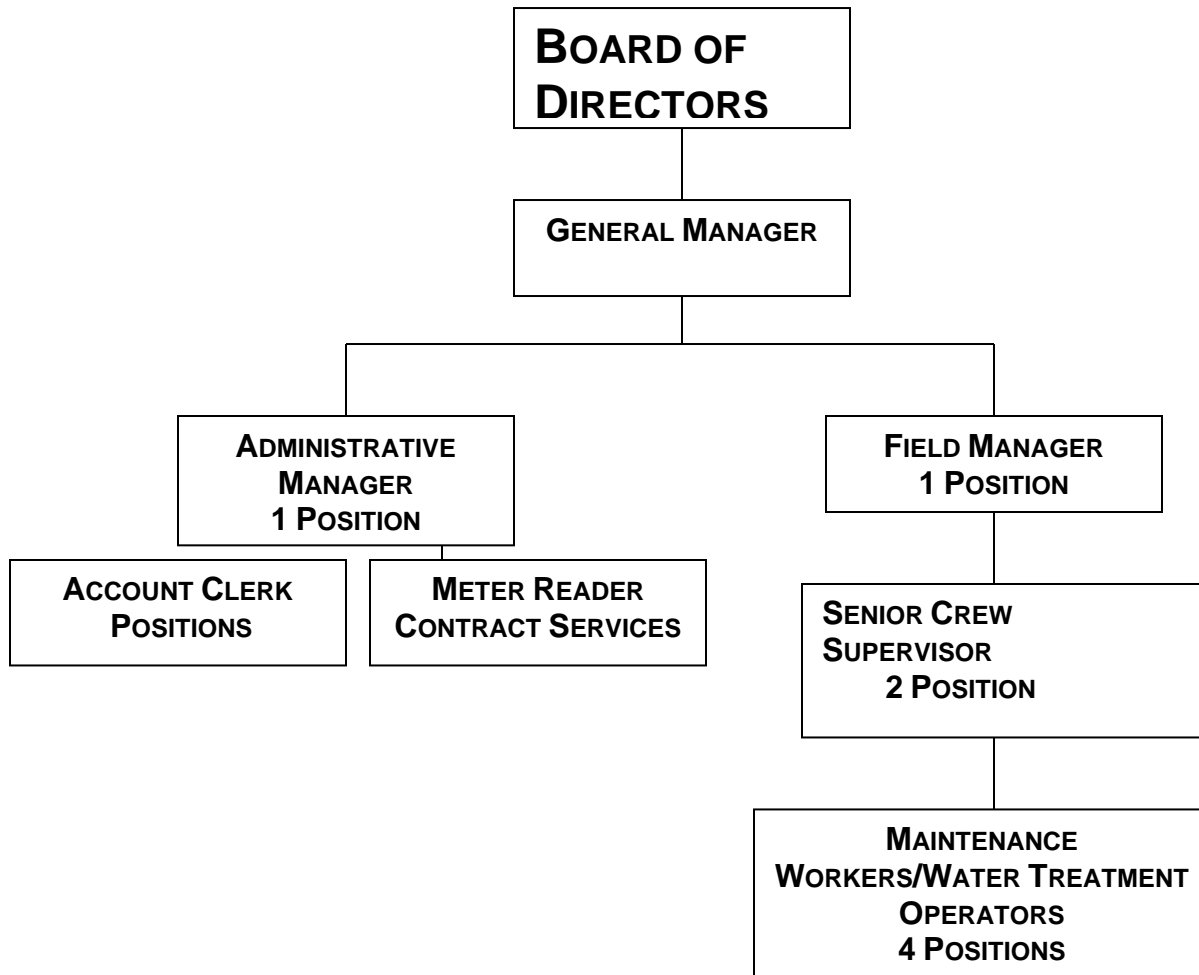 BOARD OF
DIRECTORS
GENERAL MANAGER
ADMINISTRATIVE
MANAGER
1 POSITION
FIELD MANAGER
1 POSITION
ACCOUNT CLERK
POSITIONS
METER READER
CONTRACT SERVICES
SENIOR CREW
SUPERVISOR
2 POSITION
MAINTENANCE
WORKERS/WATER TREATMENT
OPERATORS
4 POSITIONS